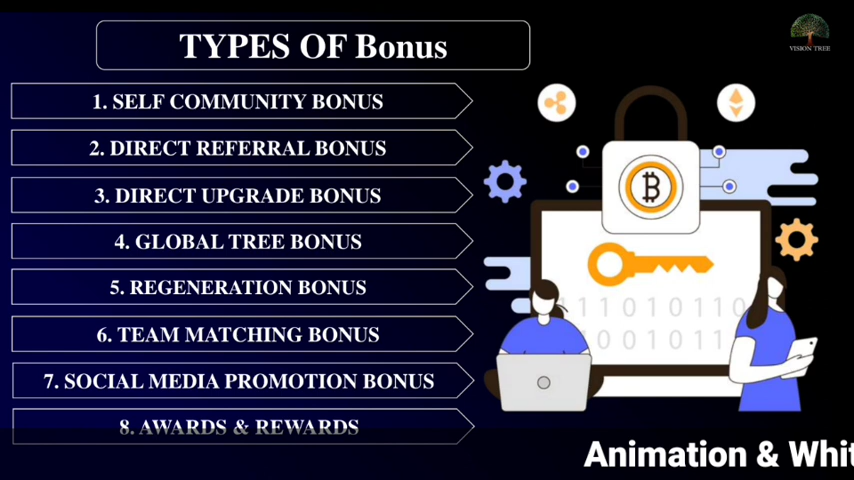 TYPES OF Bonus
VISION TREE
1. SELF COMMUNITY BONUS
2. DIRECT REFERRAL BONUS
3. DIRECT UPGRADE BONUS
4. GLOBAL TREE BONUS
5. REGENERATION BONUS
6. TEAM MATCHING BONUS
7. SOCIAL MEDIA PROMOTION BONUS
8. AWARDS & REWARDS
11101011 0
001011
Animation & Whit